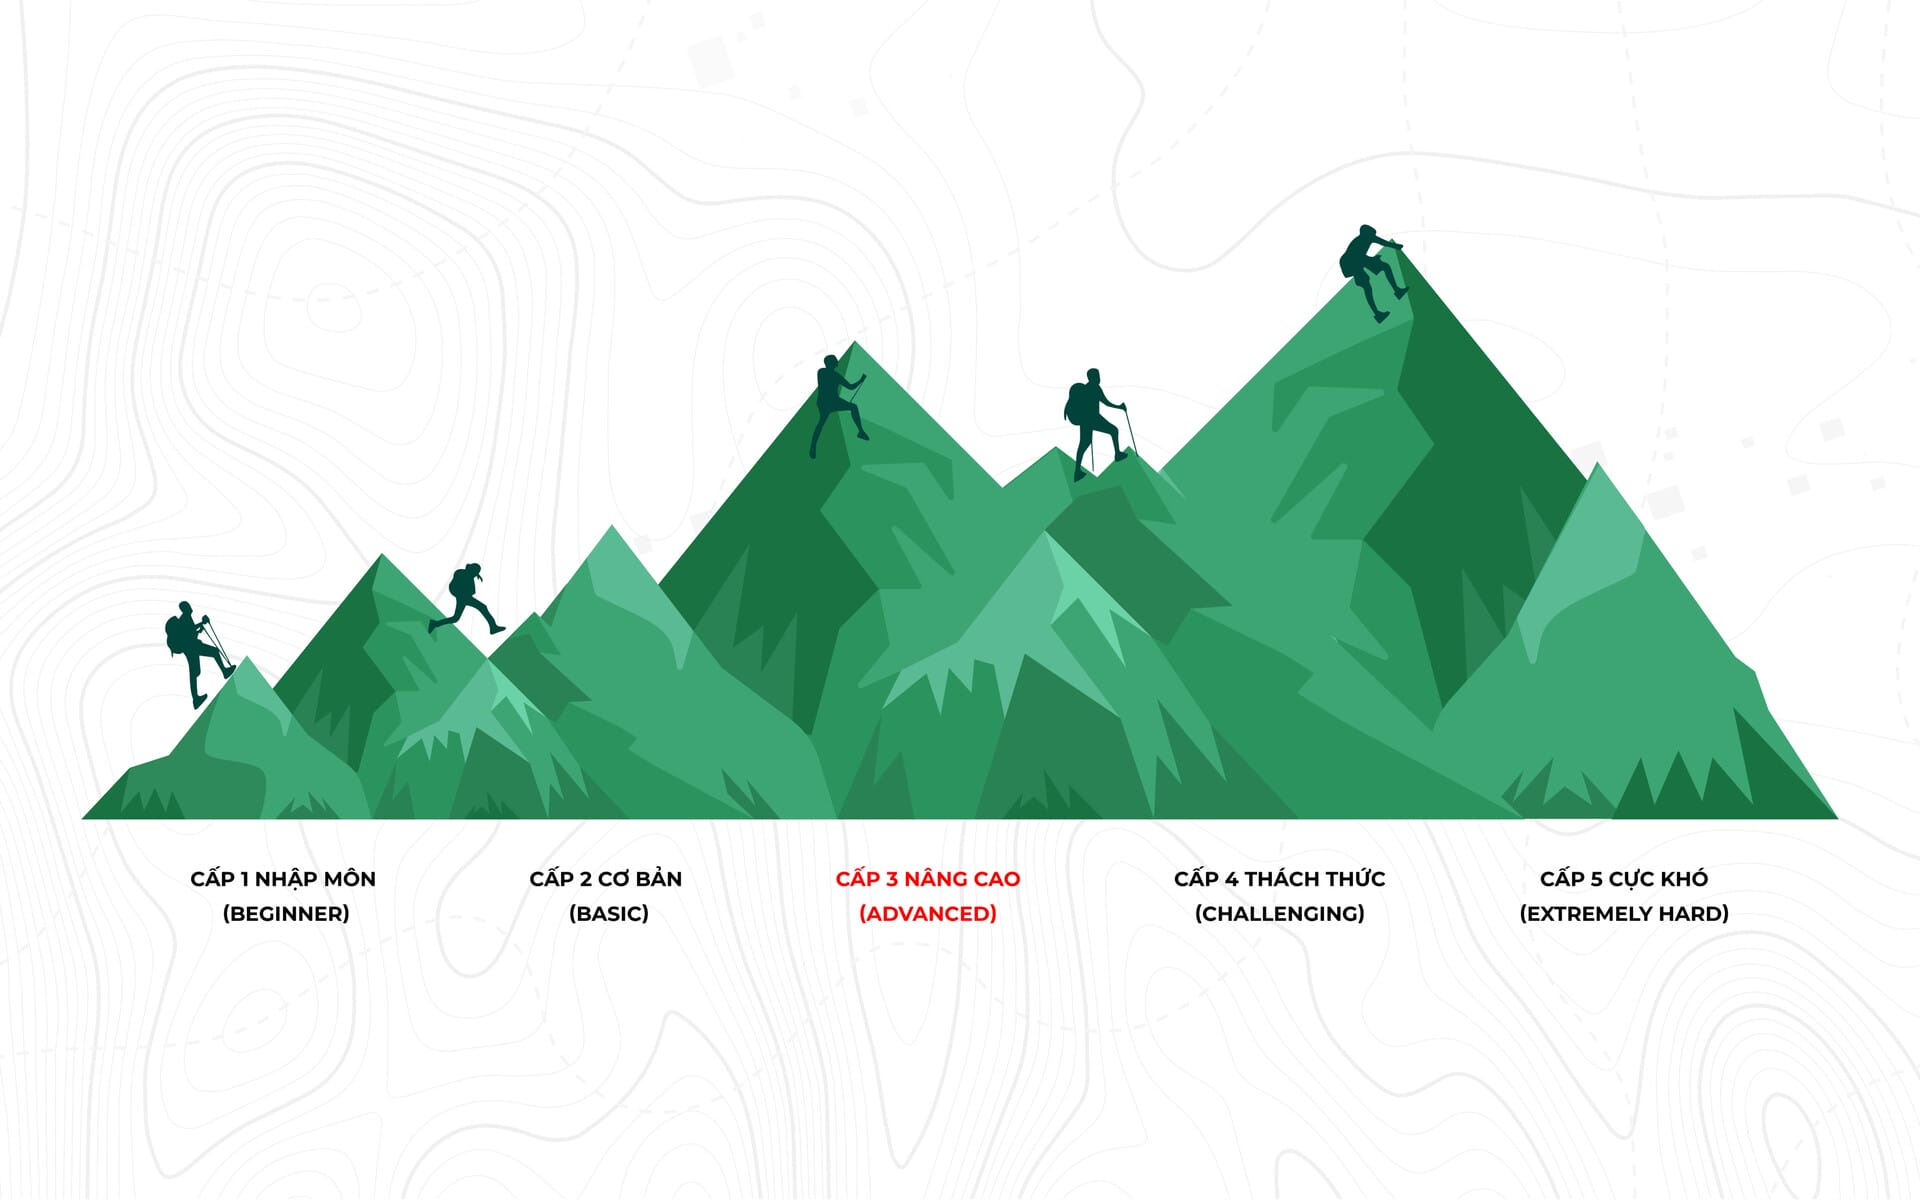 CẤP 1 NHẬP MÔN
(BEGINNER)
CẤP 2 CƠ BẢN
(BASIC)
CẤP 3 NÂNG CAO
(ADVANCED)
CẤP 4 THÁCH THỨC
(CHALLENGING)
CẤP 5 CỰC KHÓ
(EXTREMELY HARD)